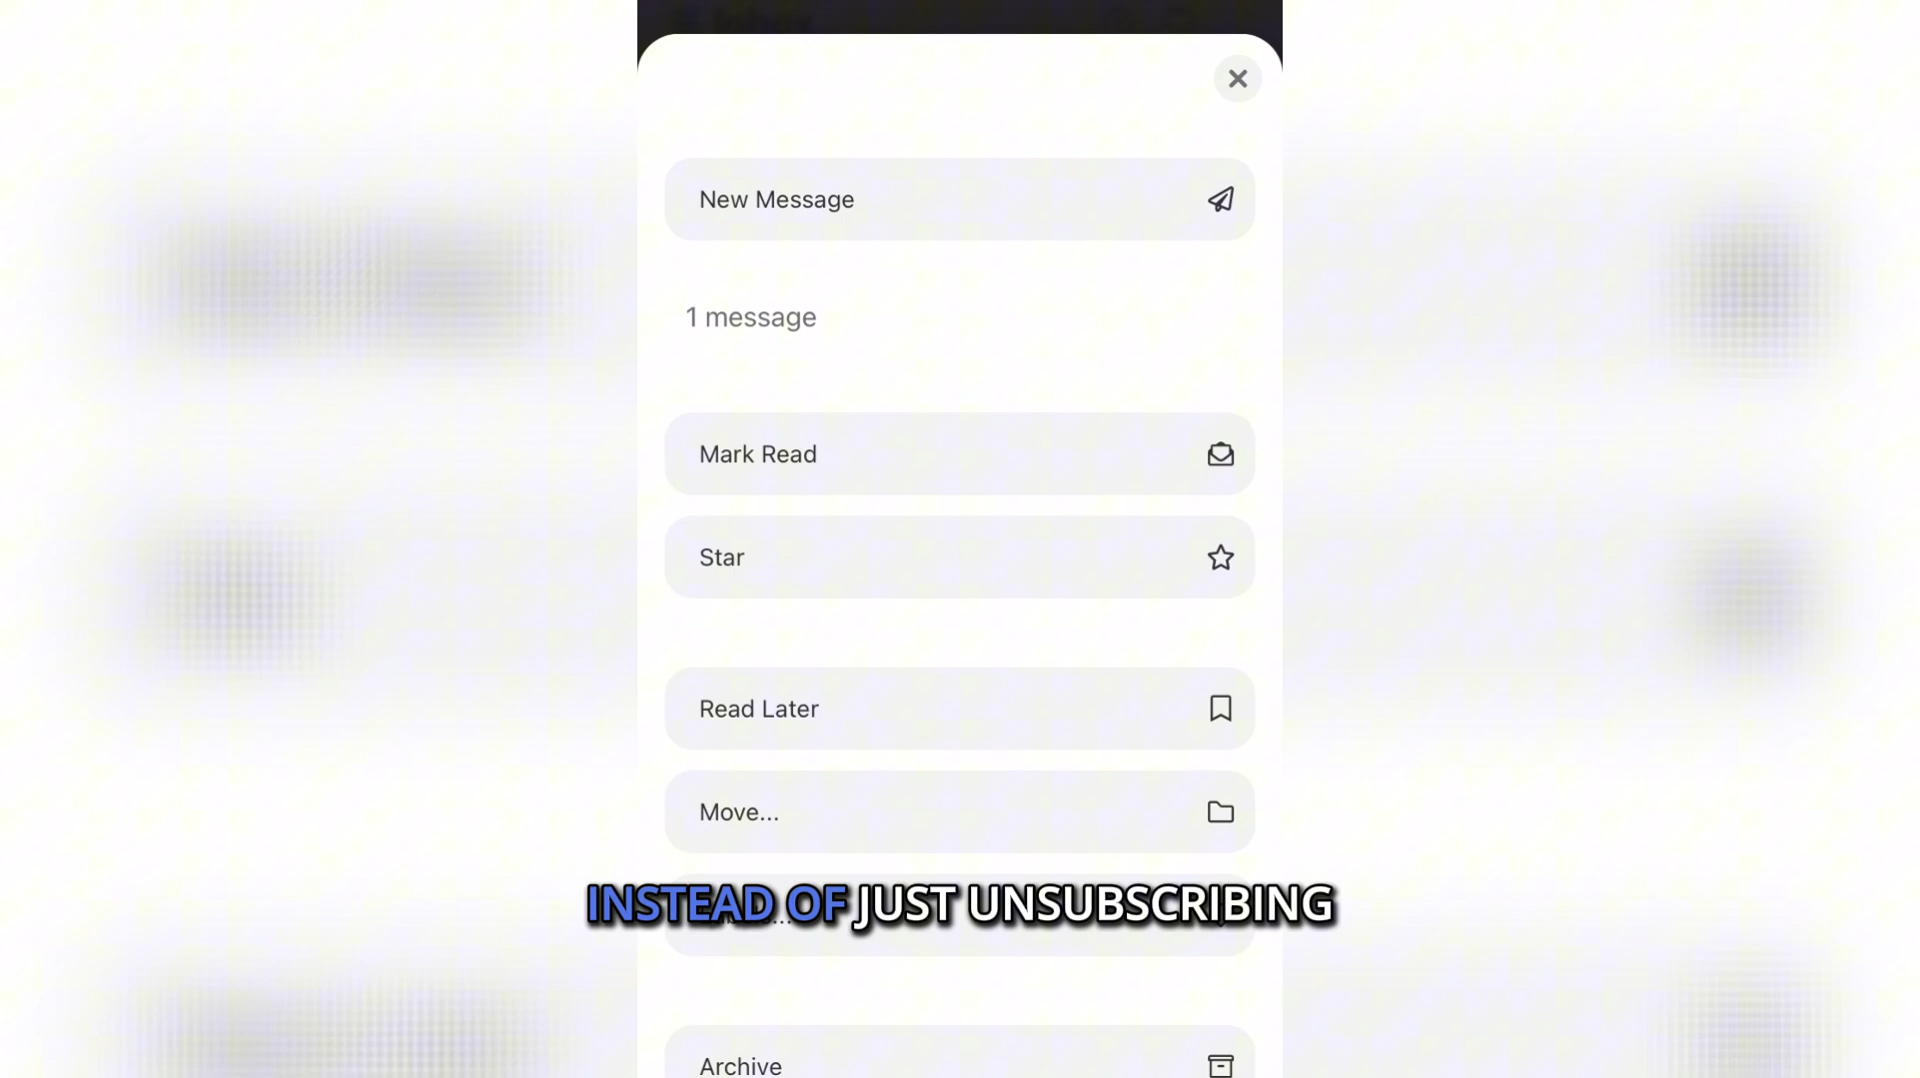 New Message
1 message
Mark Read
Star
Read Later
Move...
INSTEAD OF JUST UNSUBSCRIBING
Archive